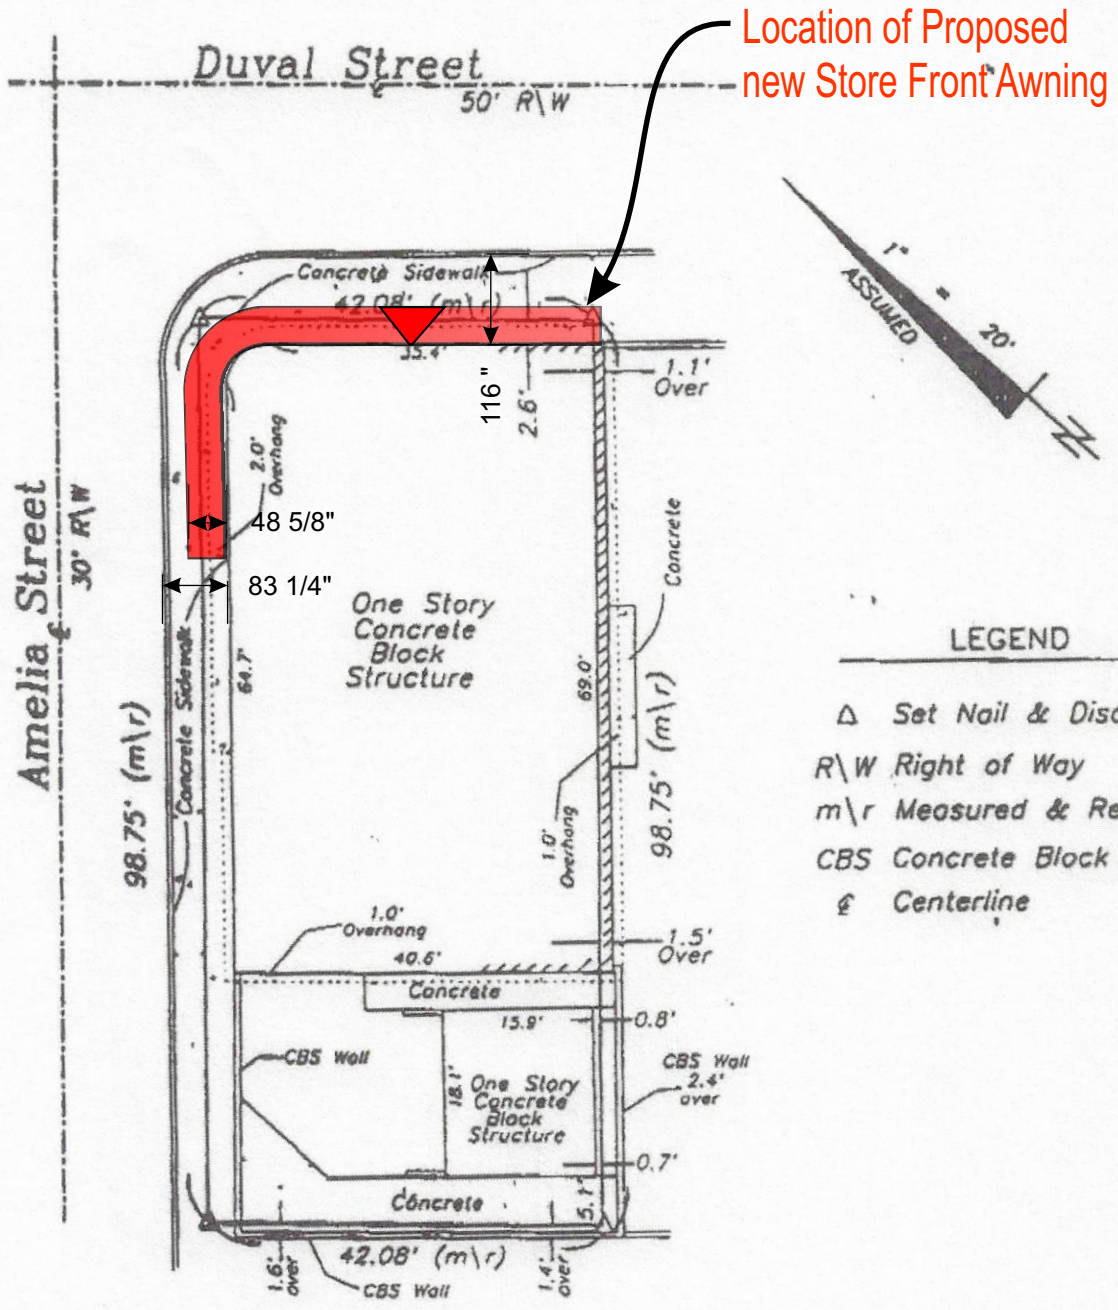 Location of Proposed
new Store Front Awning
Duval Street
50' R\W
Concrete Sidewalk
42.08' (m\r)
35.4'
116 "
2.6'
1.1'
Over
1"
=
20'
ASSUMED
N
2.0'
Overhang
48 5/8"
83 1/4"
Amelia Street
30' R\W
One Story
Concrete
Block
Structure
Concrete
64.7'
69.0'
Concrete Sidewalk
98.75' (m\r)
98.75' (m\r)
1.0'
Overhang
LEGEND
△ Set Nail & Disc
R\W Right of Way
m\r Measured & Re
CBS Concrete Block
℄ Centerline
1.0'
Overhang
40.6'
1.5'
Over
Concrete
15.9'
0.8'
CBS Wall
CBS Wall
2.4'
over
18.1'
One Story
Concrete
Block
Structure
0.7'
Concrete
5.1'
42.08' (m\r)
1.6'
over
1.4'
over
CBS Wall